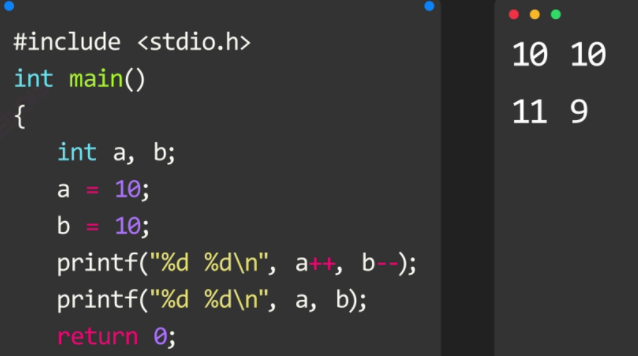 #include <stdio.h>
int main()
{
int a, b;
a = 10;
b = 10;
printf("%d %d\n", a++, b--);
printf("%d %d\n", a, b);
return 0;
10 10
11 9